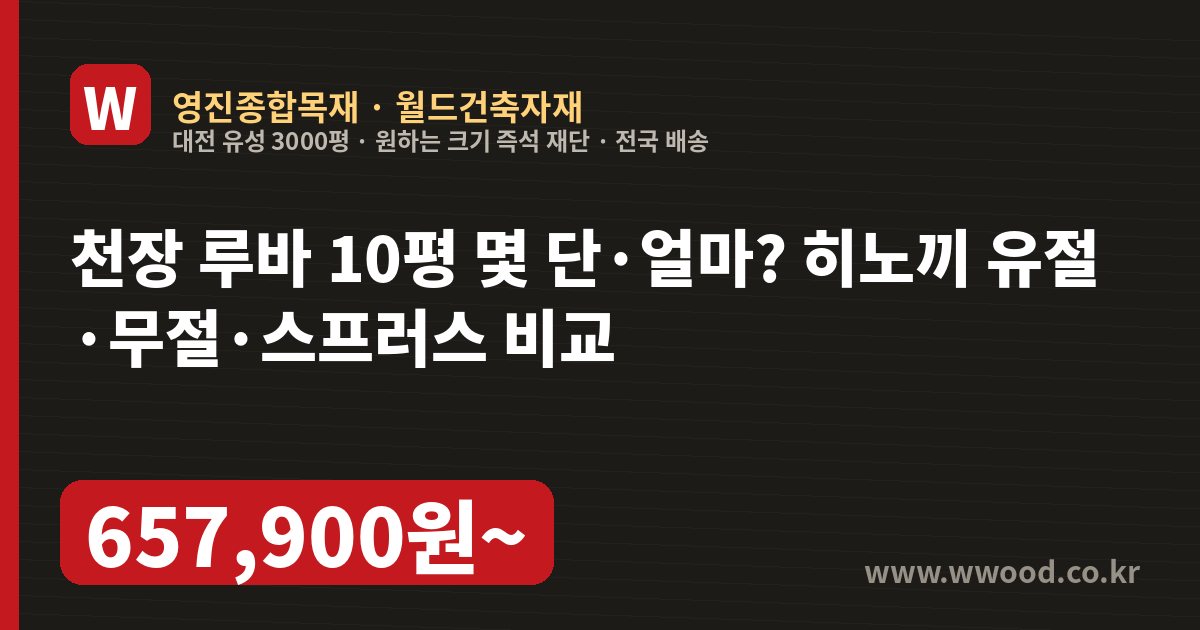 W
영진종합목재 · 월드건축자재
대전 유성 3000평 · 원하는 크기 즉석 재단 · 전국 배송
천장 루바 10평 몇 단·얼마? 히노끼 유절
·무절·스프러스 비교
657,900원~
www.wwood.co.kr